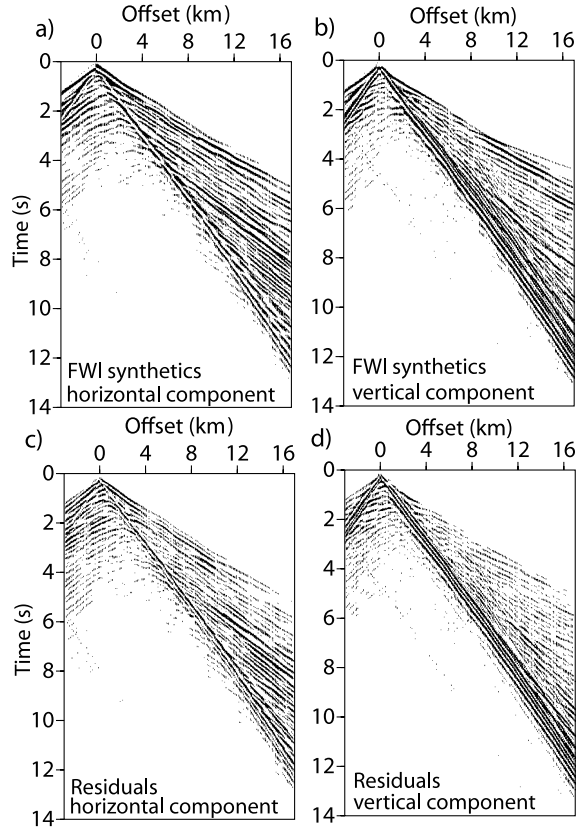 Offset (km)
Offset (km)
a)
0 4 8 12 16
b)
0 4 8 12 16
0
2
4
6
8
10
12
14
Time (s)
FWI synthetics
horizontal component
0
2
4
6
8
10
12
14
FWI synthetics
vertical component
Offset (km)
Offset (km)
c)
0 4 8 12 16
d)
0 4 8 12 16
0
2
4
6
8
10
12
14
Time (s)
Residuals
horizontal component
0
2
4
6
8
10
12
14
Residuals
vertical component